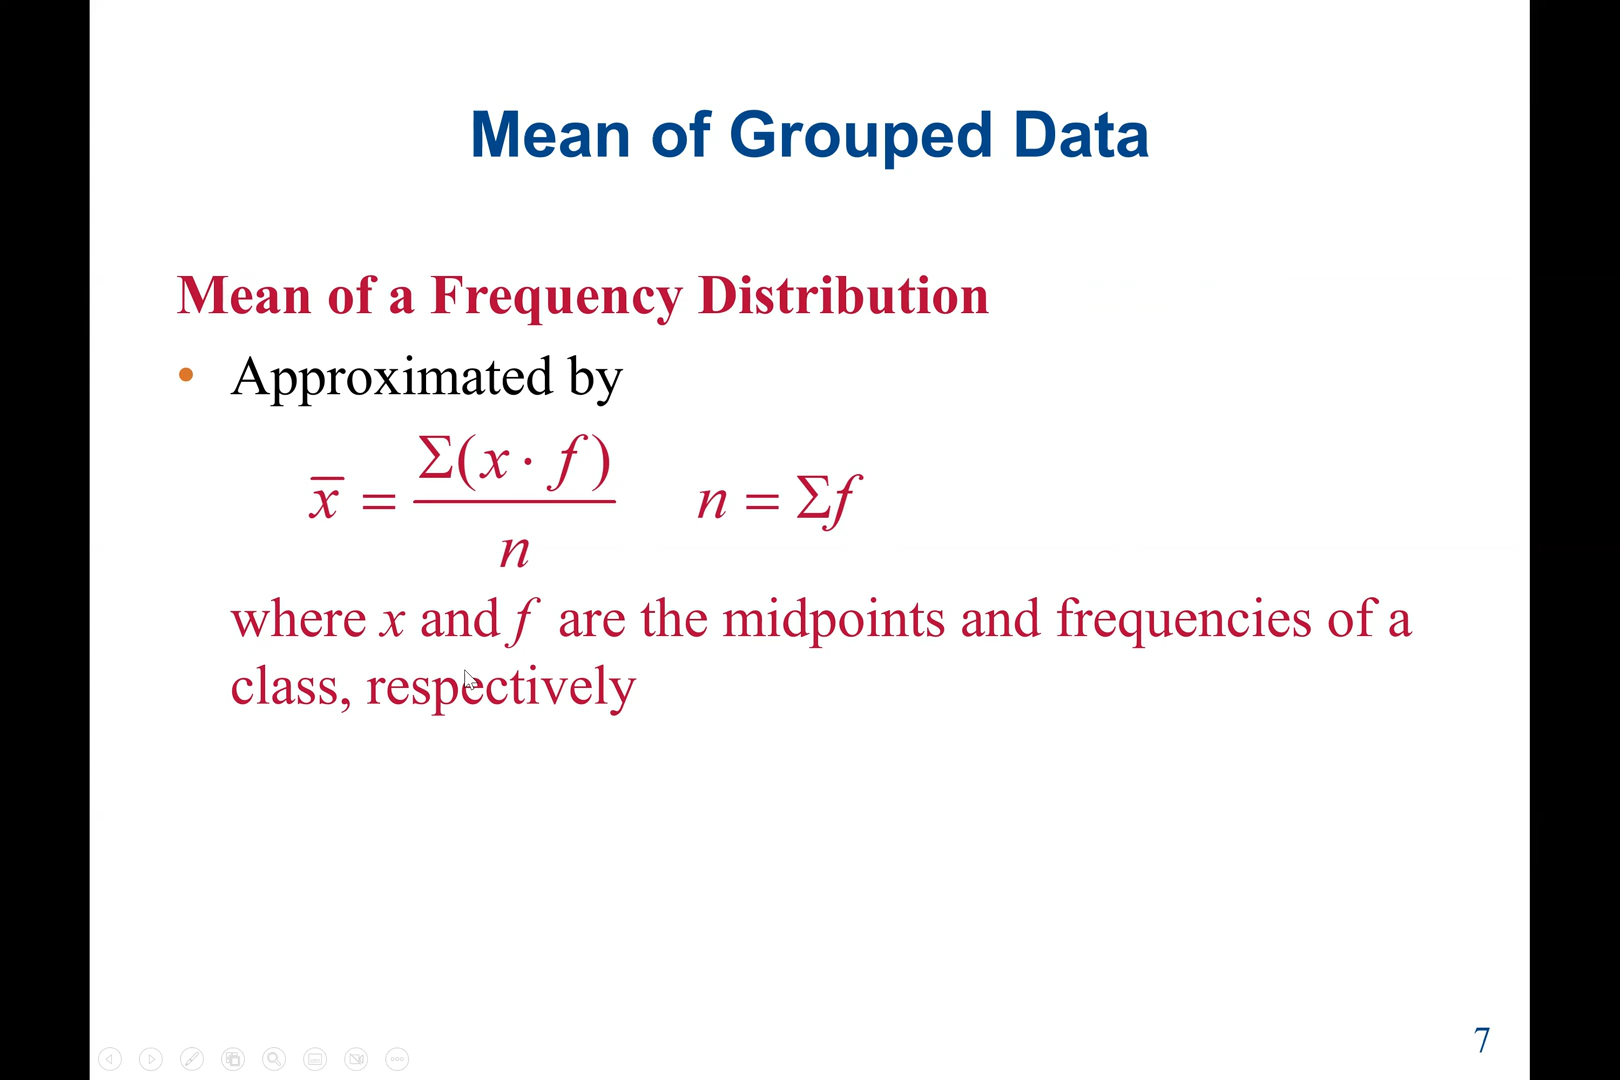 Mean of Grouped Data
Mean of a Frequency Distribution
• Approximated by
x̅ = Σ(x · f) / n    n = Σf
where x and f are the midpoints and frequencies of a
class, respectively
7